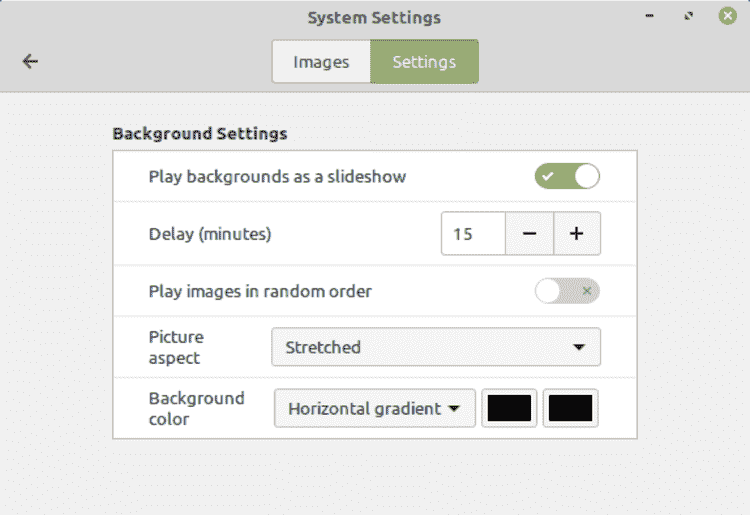 System Settings
Images Settings
Background Settings
Play backgrounds as a slideshow
Delay (minutes) 15
Play images in random order
Picture
aspect
Stretched
Background
color
Horizontal gradient